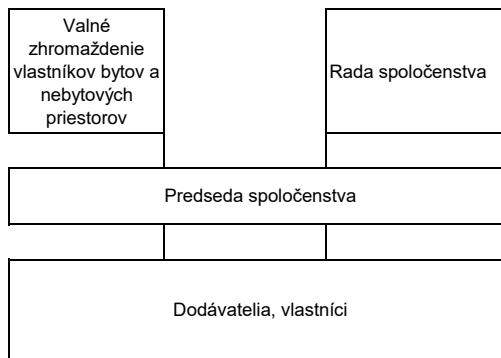 Valné
zhromaždenie
vlastníkov bytov a
nebytových
priestorov
Rada spoločenstva
Predseda spoločenstva
Dodávatelia, vlastníci